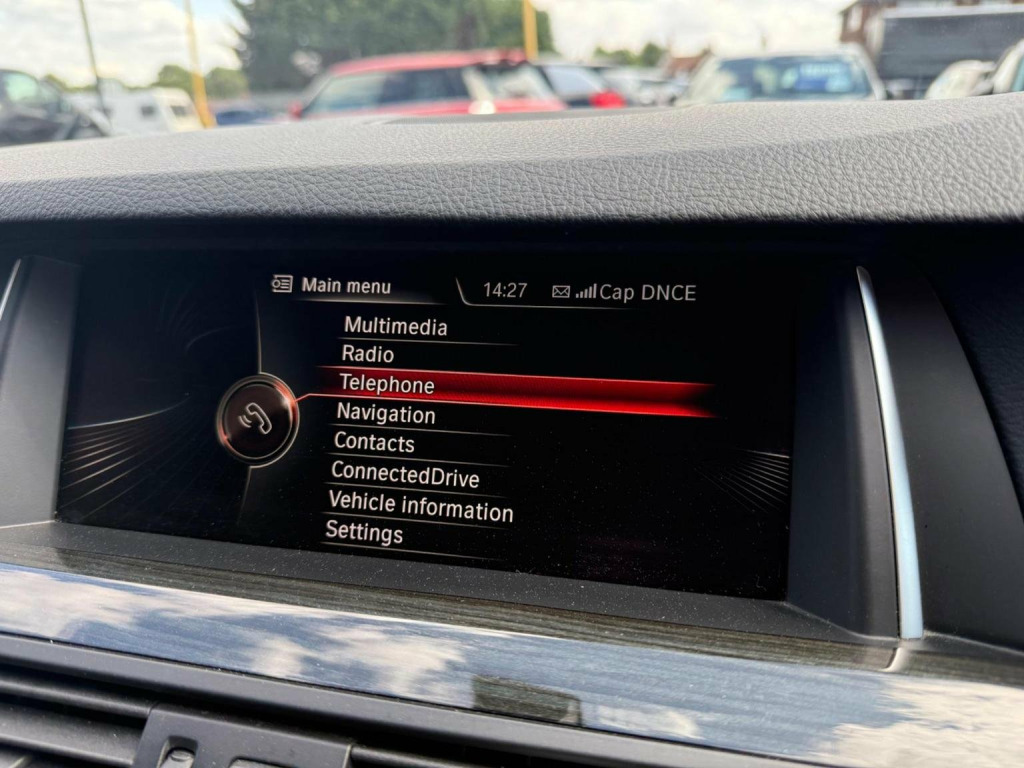 Main menu
14:27 Cap DNCE
Multimedia
Radio
Telephone
Navigation
Contacts
ConnectedDrive
Vehicle information
Settings